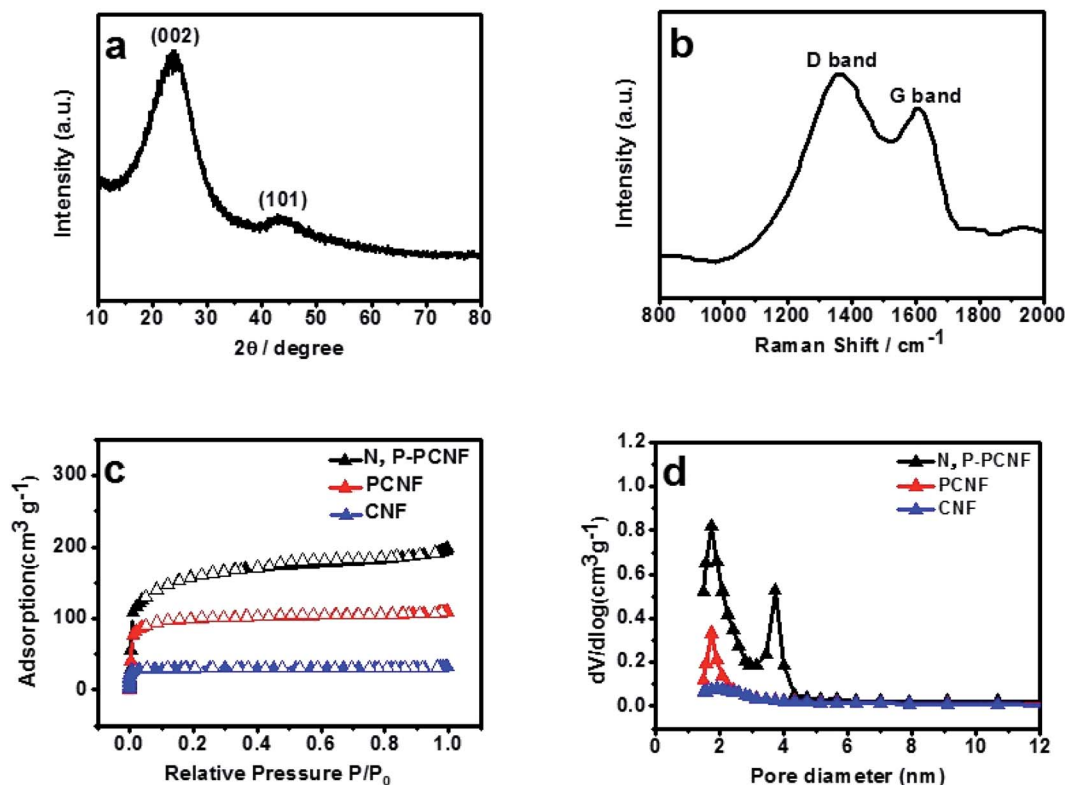 a
(002)
(101)
Intensity (a.u.)
10 20 30 40 50 60 70 80
2θ / degree
b
D band
G band
Intensity (a.u.)
800 1000 1200 1400 1600 1800 2000
Raman Shift / cm⁻¹
c
N, P-PCNF
PCNF
CNF
Adsorption(cm³ g⁻¹)
300
200
100
0
0.0 0.2 0.4 0.6 0.8 1.0
Relative Pressure P/P₀
d
N, P-PCNF
PCNF
CNF
dV/dlog(cm³g⁻¹)
1.2
1.0
0.8
0.6
0.4
0.2
0.0
0 2 4 6 8 10 12
Pore diameter (nm)